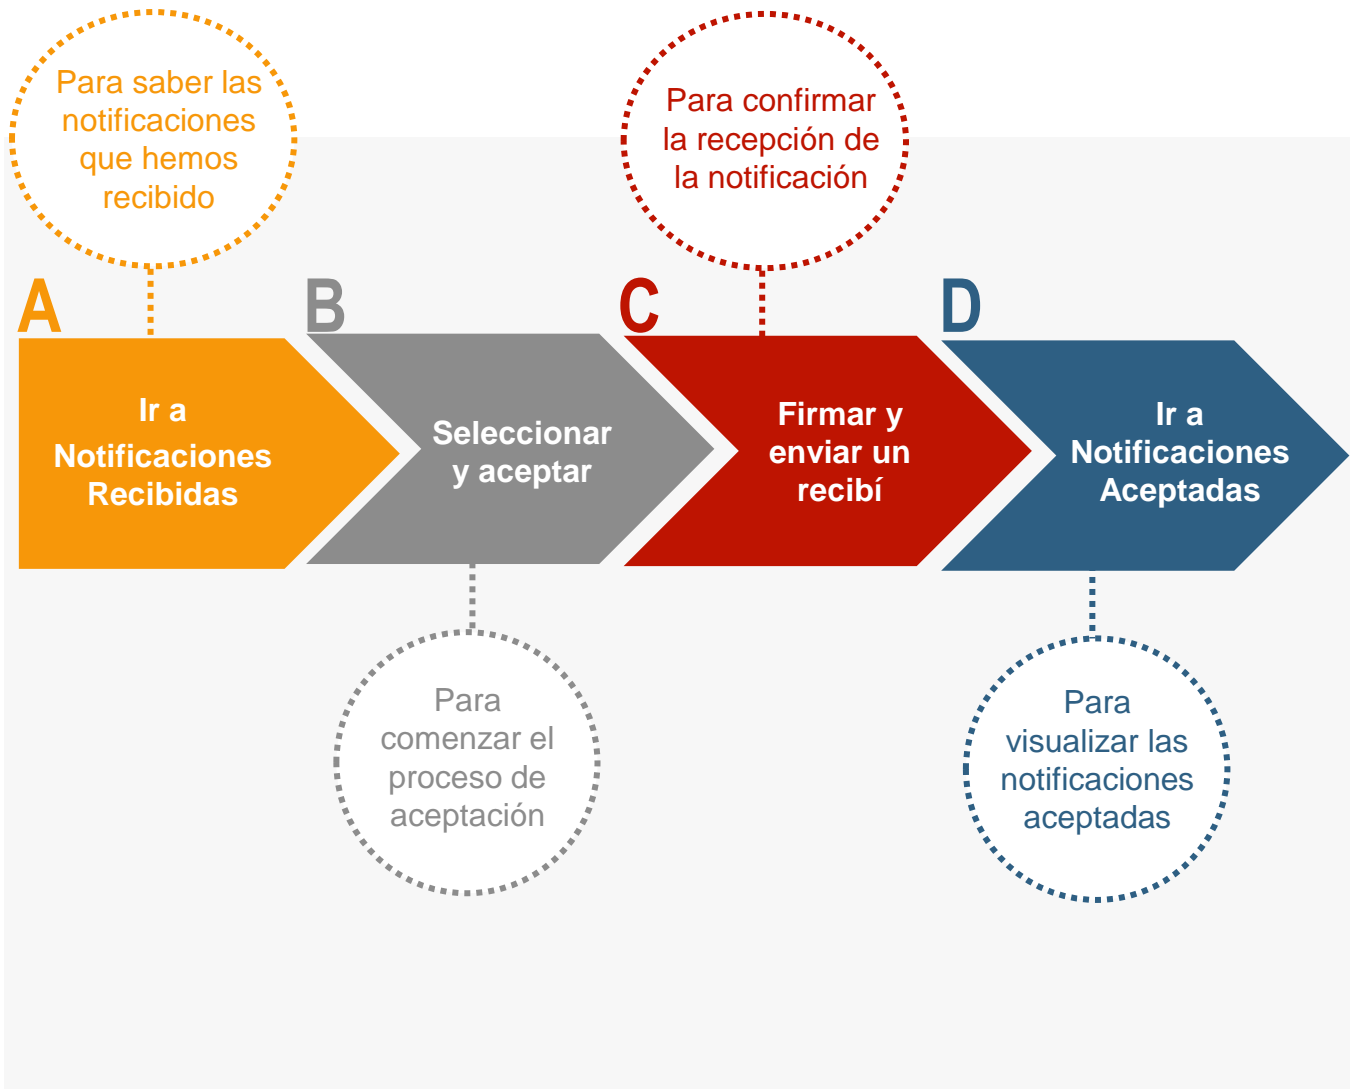 Para saber las
notificaciones
que hemos
recibido
Para confirmar
la recepción de
la notificación
A
B
C
D
Ir a
Notificaciones
Recibidas
Seleccionar
y aceptar
Firmar y
enviar un
recibí
Ir a
Notificaciones
Aceptadas
Para
comenzar el
proceso de
aceptación
Para
visualizar las
notificaciones
aceptadas